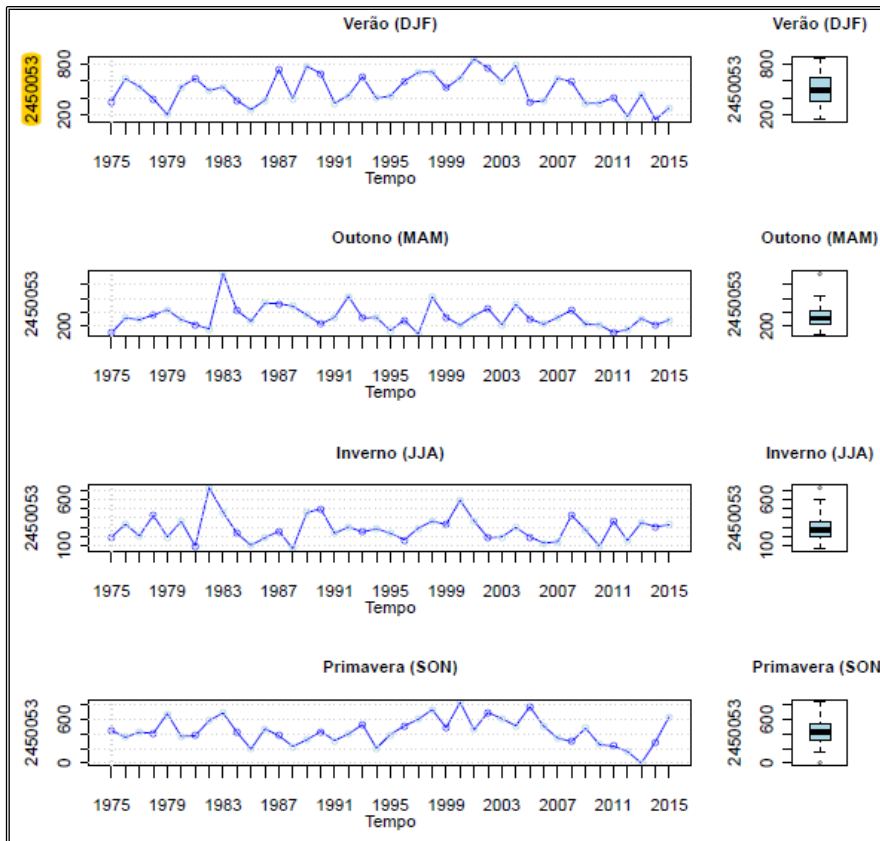 Verão (DJF) Verão (DJF)
2450053 200 800 2450053 200 800
1975 1979 1983 1987 1991 1995 1999 2003 2007 2011 2015
Tempo
Outono (MAM) Outono (MAM)
2450053 200 2450053 200
1975 1979 1983 1987 1991 1995 1999 2003 2007 2011 2015
Tempo
Inverno (JJA) Inverno (JJA)
2450053 100 600 2450053 100 600
1975 1979 1983 1987 1991 1995 1999 2003 2007 2011 2015
Tempo
Primavera (SON) Primavera (SON
2450053 0 600 2450053 0 600
1975 1979 1983 1987 1991 1995 1999 2003 2007 2011 2015
Tempo